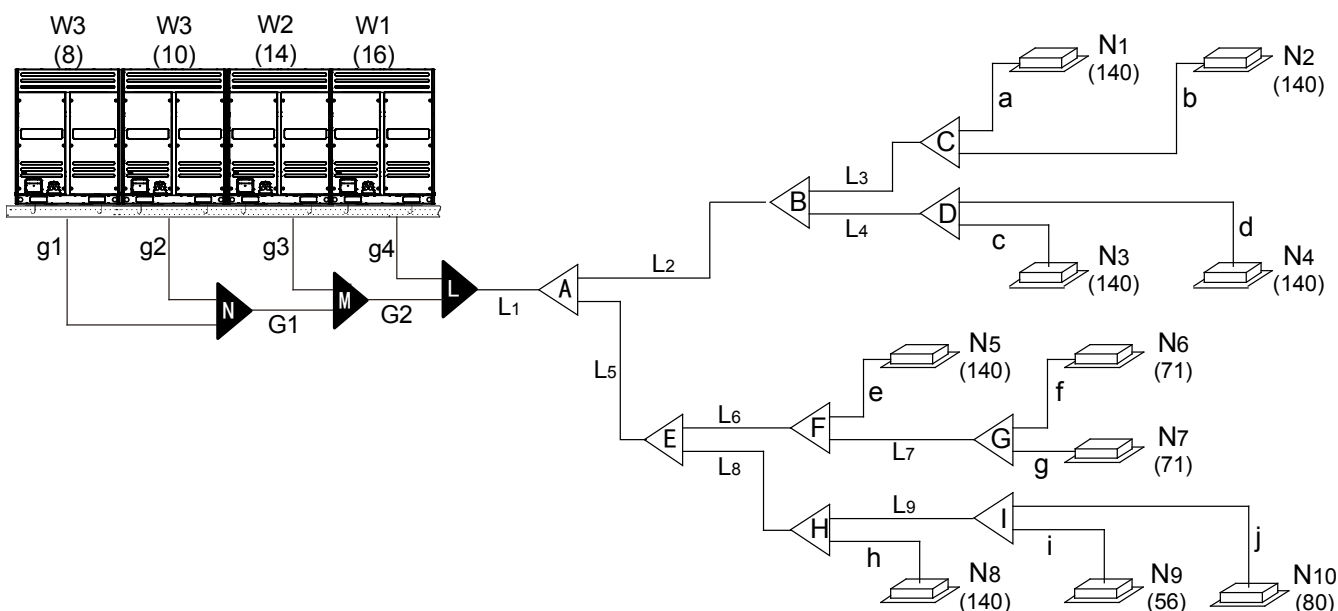 W3
(8)
W3
(10)
W2
(14)
W1
(16)
g1
g2
g3
g4
N
G1
M
G2
L
L1
A
L2
B
L3
L4
C
a
N1
(140)
b
N2
(140)
D
c
N3
(140)
d
N4
(140)
L5
E
L6
L8
F
e
N5
(140)
L7
G
f
N6
(71)
g
N7
(71)
H
L9
h
N8
(140)
I
i
N9
(56)
j
N10
(80)